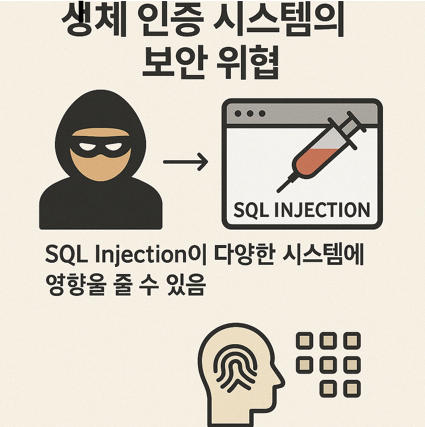 생체 인증 시스템의
보안 위협
SQL INJECTION
SQL Injection이 다양한 시스템에
영향울 줄 수 있음